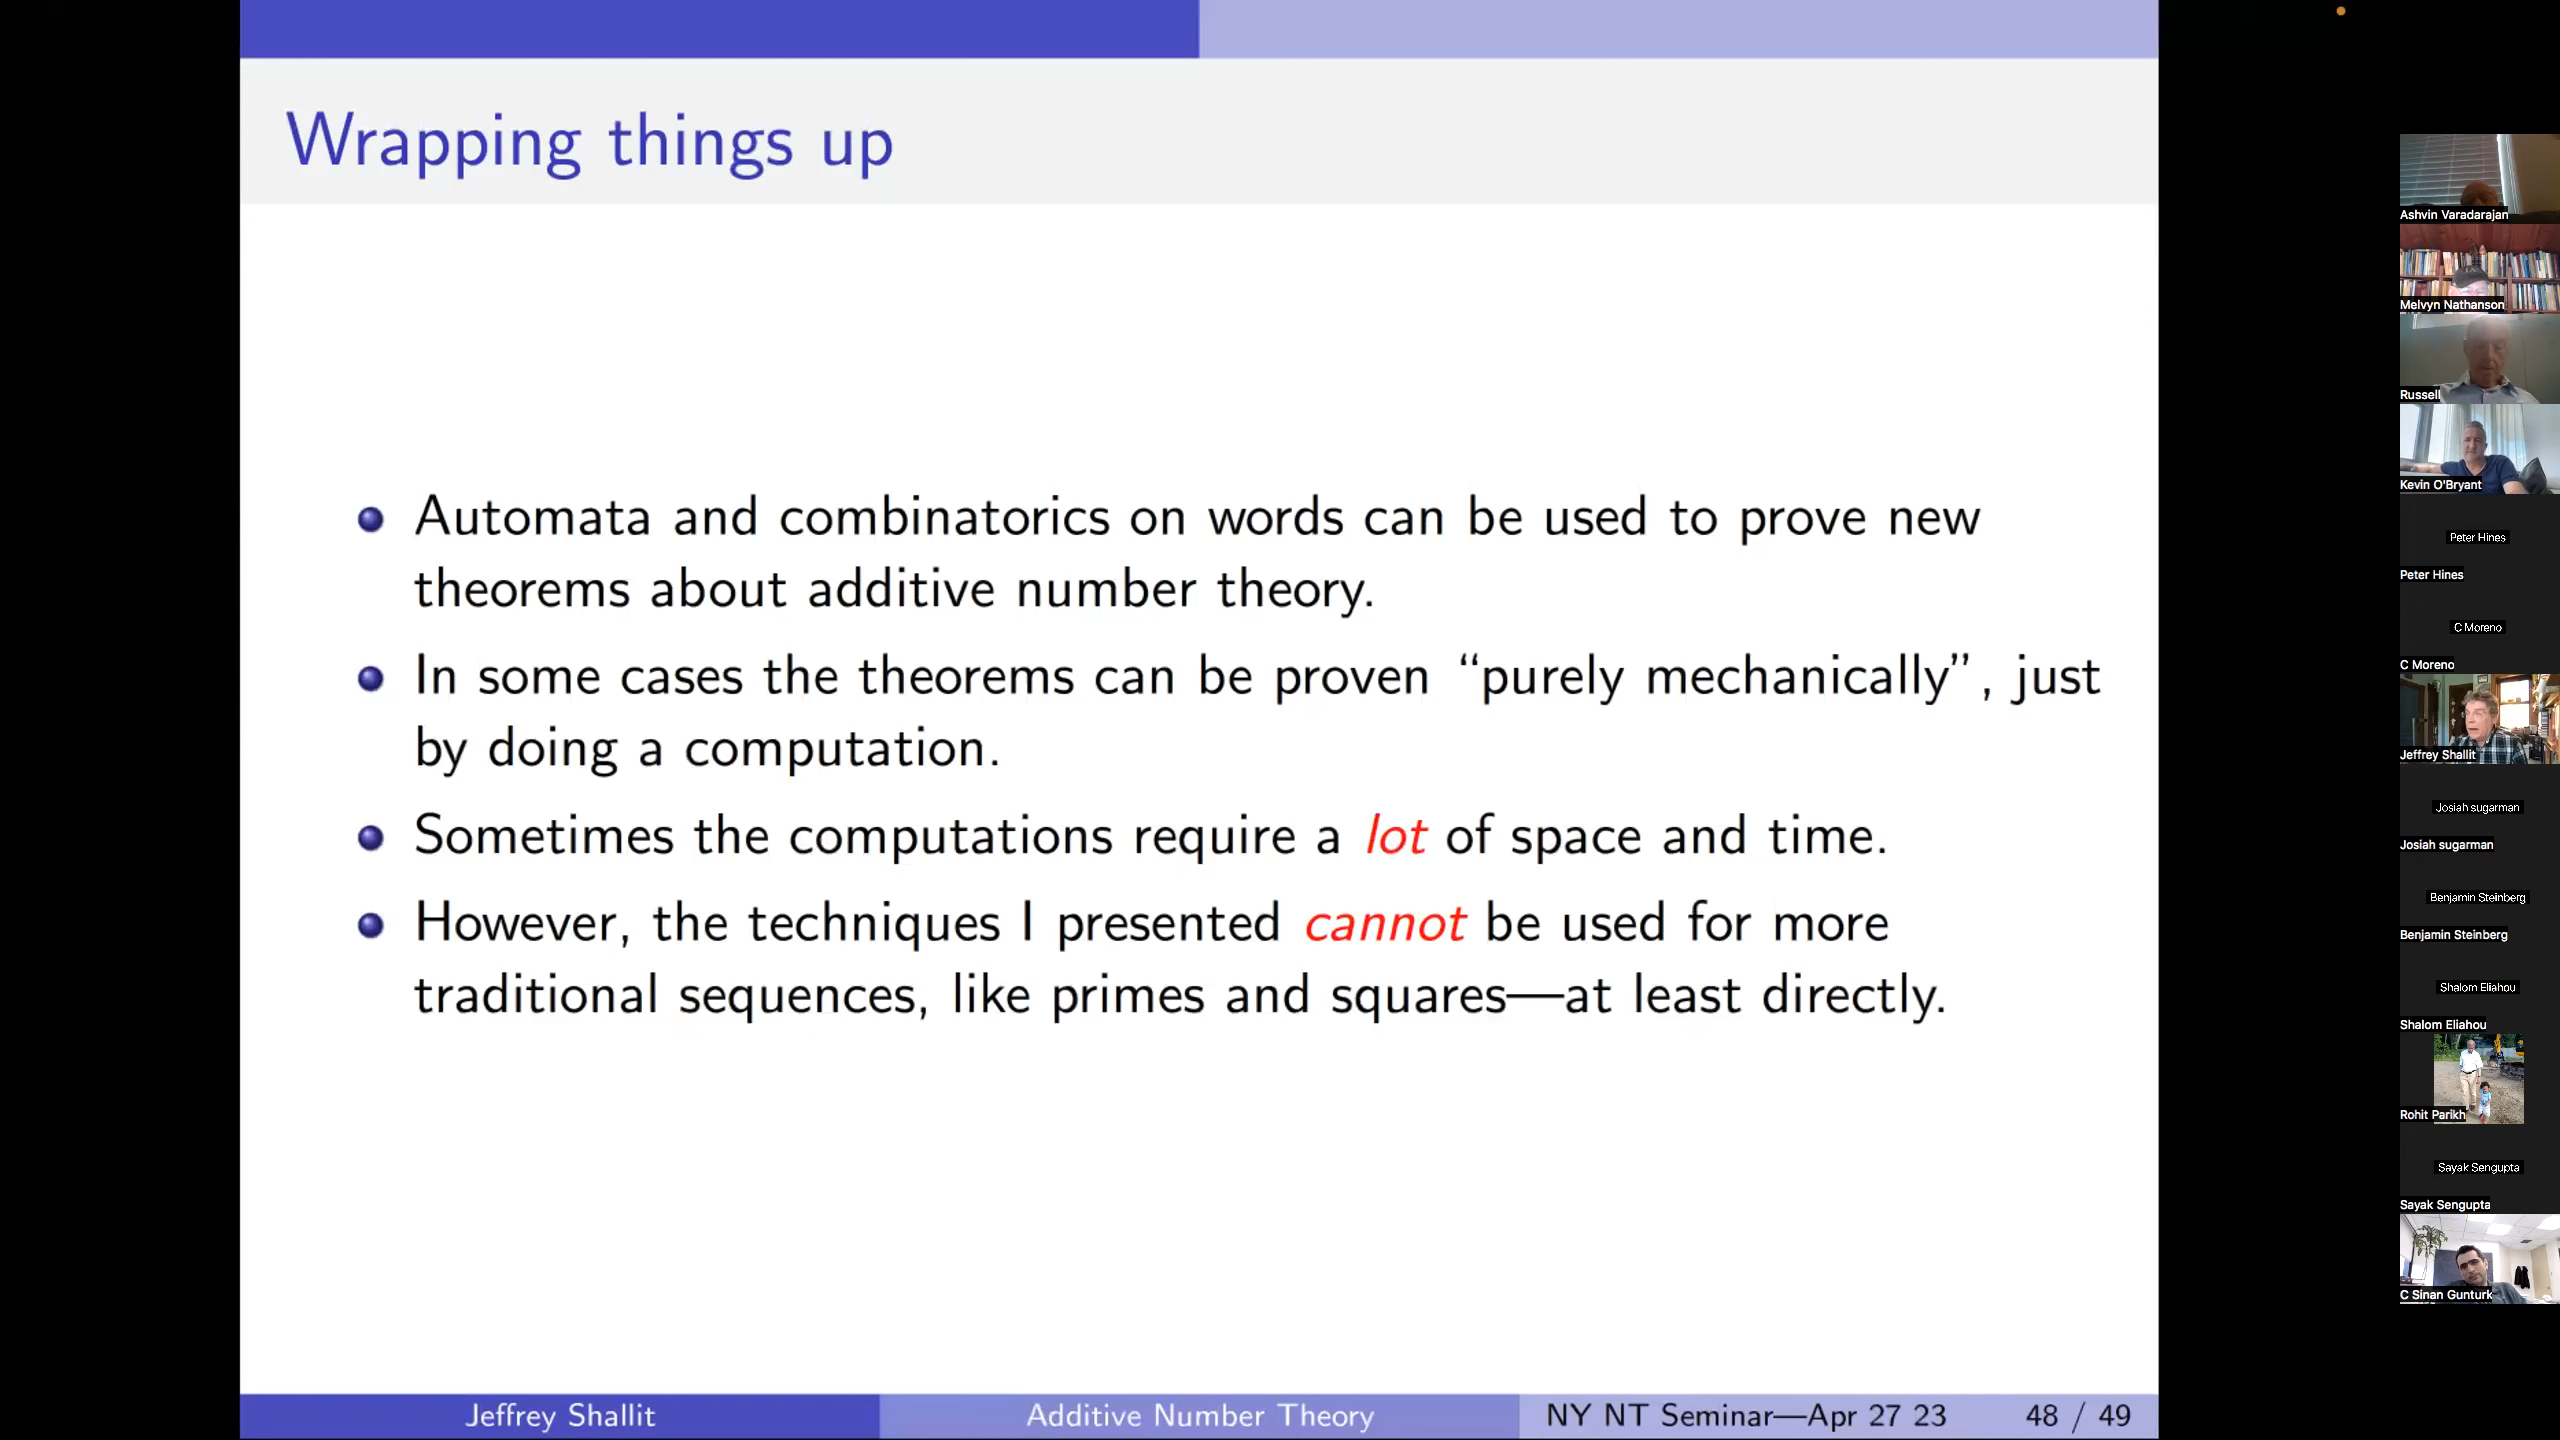 Wrapping things up
Automata and combinatorics on words can be used to prove new
theorems about additive number theory.
In some cases the theorems can be proven “purely mechanically”, just
by doing a computation.
Sometimes the computations require a lot of space and time.
However, the techniques I presented cannot be used for more
traditional sequences, like primes and squares—at least directly.
Jeffrey Shallit
Additive Number Theory
NY NT Seminar—Apr 27 23
48 / 49
Ashvin Varadarajan
Melvyn Nathanson
Russell
Kevin O'Bryant
Peter Hines
Peter Hines
C Moreno
C Moreno
Jeffrey Shallit
Josiah sugarman
Josiah sugarman
Benjamin Steinberg
Benjamin Steinberg
Shalom Eliahou
Shalom Eliahou
Rohit Parikh
Sayak Sengupta
Sayak Sengupta
C Sinan Gunturk